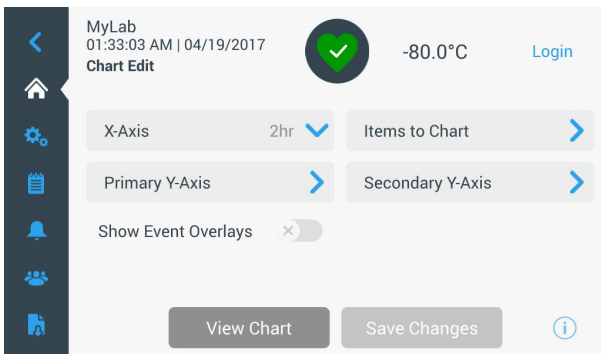 MyLab
01:33:03 AM | 04/19/2017
Chart Edit
-80.0°C
Login
X-Axis 2hr
Items to Chart
Primary Y-Axis
Secondary Y-Axis
Show Event Overlays
View Chart
Save Changes